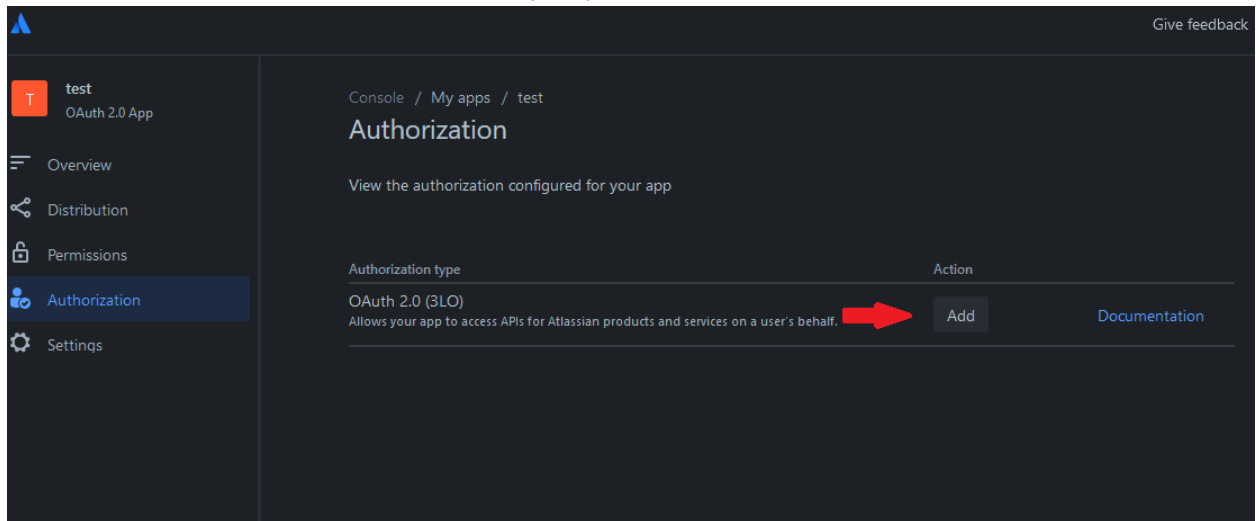 Give feedback
T
test
OAuth 2.0 App
Overview
Distribution
Permissions
Authorization
Settings
Console / My apps / test
Authorization
View the authorization configured for your app
Authorization type Action
OAuth 2.0 (3LO)
Allows your app to access APIs for Atlassian products and services on a user's behalf.
Add
Documentation